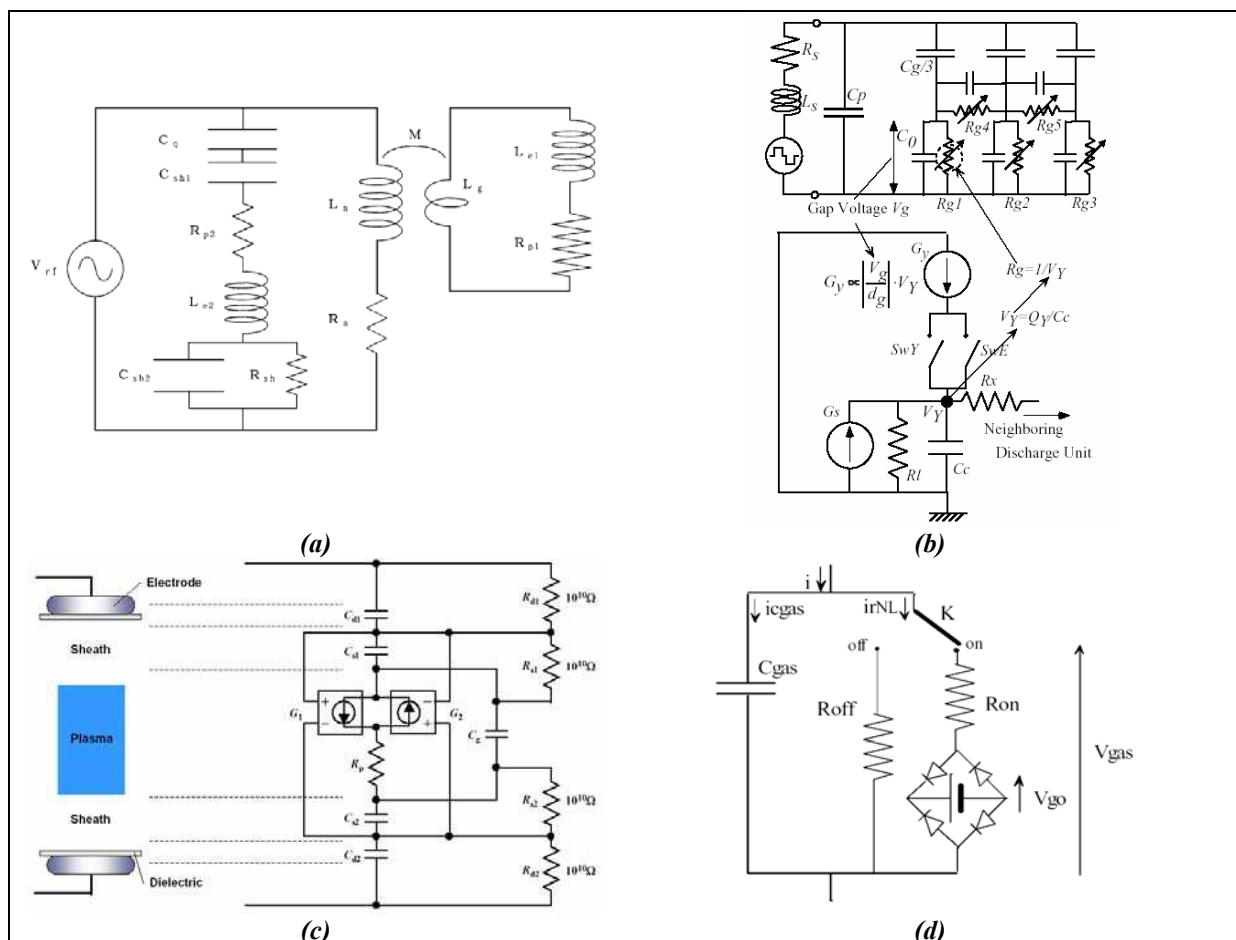 C q
C sh1
R p2
L e2
C sh2
R sh
V rf
L a
R a
M
L g
L e1
R p1
(a)
Rs
Ls
Cp
Cg/3
C0
Rg4
Rg5
Gap Voltage Vg
Rg1
Rg2
Rg3
Gy ∝ |Vg/dg| · VY
Gy
Rg=1/VY
VY=QY/Cc
SwY
SwE
Rx
VY
Gs
Rl
Cc
Neighboring
Discharge Unit
(b)
Electrode
Sheath
Plasma
Sheath
Dielectric
Cd1
Rd1
10¹⁰Ω
Cs1
Rs1
10¹⁰Ω
G1
+
−
G2
−
+
Cg
Rp
Cs2
Rs2
10¹⁰Ω
Cd2
Rd2
10¹⁰Ω
(c)
i
icgas
irNL
K
off
on
Cgas
Roff
Ron
Vgo
Vgas
(d)